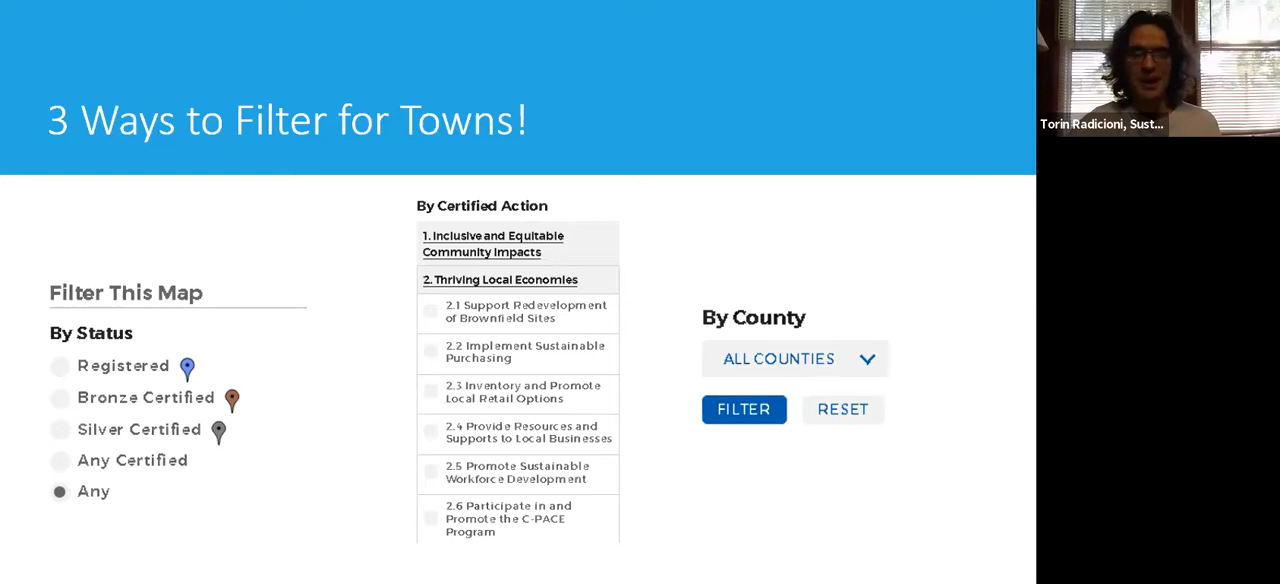 3 Ways to Filter for Towns!
Torin Radicioni, Sust...
Filter This Map
By Status
Registered
Bronze Certified
Silver Certified
Any Certified
Any
By Certified Action
1. Inclusive and Equitable
Community Impacts
2. Thriving Local Economies
2.1 Support Redevelopment
of Brownfield Sites
2.2 Implement Sustainable
Purchasing
2.3 Inventory and Promote
Local Retail Options
2.4 Provide Resources and
Supports to Local Businesses
2.5 Promote Sustainable
Workforce Development
2.6 Participate in and
Promote the C-PACE
Program
By County
ALL COUNTIES
FILTER RESET